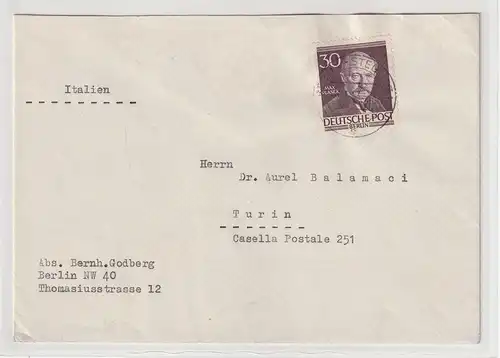 Italien
30
MAX
PLANCK
DEUTSCHE POST
BERLIN
Herrn
Dr. Aurel Balamaci
Turin
Casella Postale 251
Abs. Bernh.Godberg
Berlin NW 40
Thomasiusstrasse 12